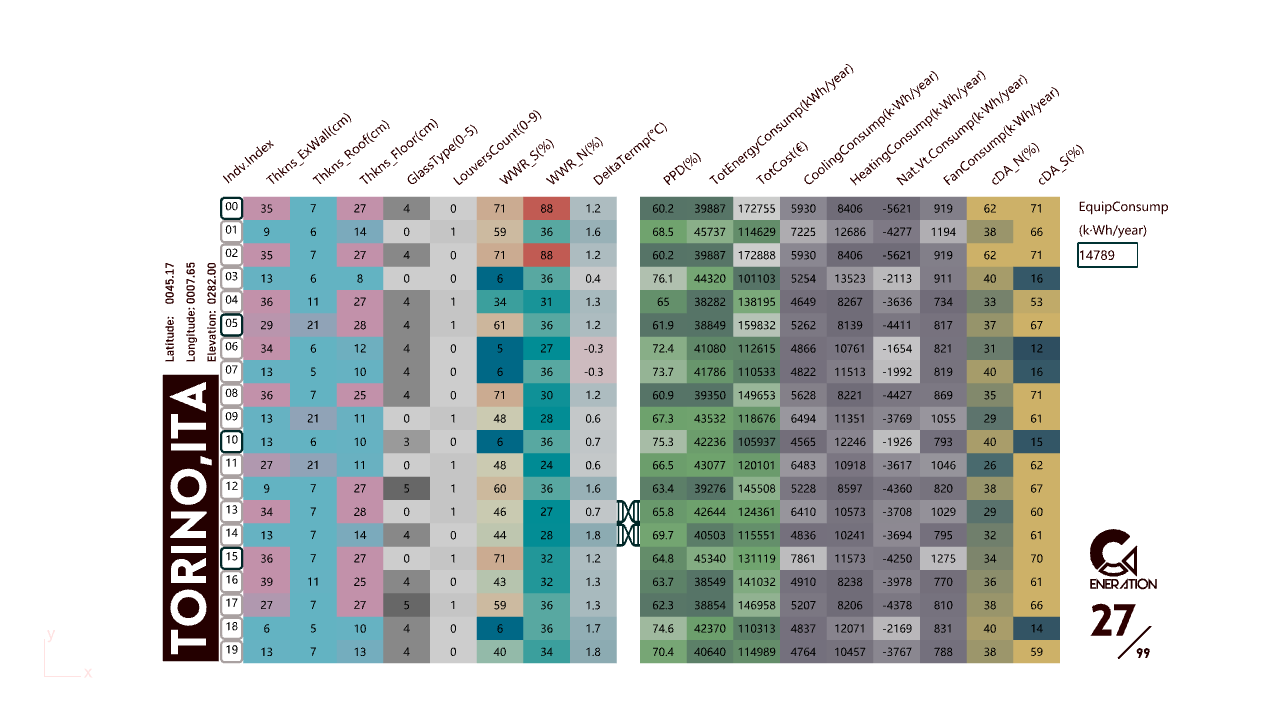 Indv.Index Thkns_ExWall(cm) Thkns_Roof(cm) Thkns_Floor(cm) GlassType(0-5) LouversCount(0-9) WWR_S(%) WWR_N(%) DeltaTermp(°C) PPD(%) TotEnergyConsump(kWh/year) TotCost(€) CoolingConsump(k·Wh/year) HeatingConsump(k·Wh/year) Nat.Vt.Consump(k·Wh/year) FanConsump(k·Wh/year) cDA_N(%) cDA_S(%)
00 35 7 27 4 0 71 88 1.2 60.2 39887 172755 5930 8406 -5621 919 62 71
01 9 6 14 0 1 59 36 1.6 68.5 45737 114629 7225 12686 -4277 1194 38 66
02 35 7 27 4 0 71 88 1.2 60.2 39887 172888 5930 8406 -5621 919 62 71
03 13 6 8 0 0 6 36 0.4 76.1 44320 101103 5254 13523 -2113 911 40 16
04 36 11 27 4 1 34 31 1.3 65 38282 138195 4649 8267 -3636 734 33 53
05 29 21 28 4 1 61 36 1.2 61.9 38849 159832 5262 8139 -4411 817 37 67
06 34 6 12 4 0 5 27 -0.3 72.4 41080 112615 4866 10761 -1654 821 31 12
07 13 5 10 4 0 6 36 -0.3 73.7 41786 110533 4822 11513 -1992 819 40 16
08 36 7 25 4 0 71 30 1.2 60.9 39350 149653 5628 8221 -4427 869 35 71
09 13 21 11 0 1 48 28 0.6 67.3 43532 118676 6494 11351 -3769 1055 29 61
10 13 6 10 3 0 6 36 0.7 75.3 42236 105937 4565 12246 -1926 793 40 15
11 27 21 11 0 1 48 24 0.6 66.5 43077 120101 6483 10918 -3617 1046 26 62
12 9 7 27 5 1 60 36 1.6 63.4 39276 145508 5228 8597 -4360 820 38 67
13 34 7 28 0 1 46 27 0.7 65.8 42644 124361 6410 10573 -3708 1029 29 60
14 13 7 14 4 0 44 28 1.8 69.7 40503 115551 4836 10241 -3694 795 32 61
15 36 7 27 0 1 71 32 1.2 64.8 45340 131119 7861 11573 -4250 1275 34 70
16 39 11 25 4 0 43 32 1.3 63.7 38549 141032 4910 8238 -3978 770 36 61
17 27 7 27 5 1 59 36 1.3 62.3 38854 146958 5207 8206 -4378 810 38 66
18 6 5 10 4 0 6 36 1.7 74.6 42370 110313 4837 12071 -2169 831 40 14
19 13 7 13 4 0 40 34 1.8 70.4 40640 114989 4764 10457 -3767 788 38 59
EquipConsump
(k·Wh/year)
14789
Latitude: 0045.17
Longitude: 0007.65
Elevation: 0282.00
TORINO,ITA
ENERATION
27/99
y
x